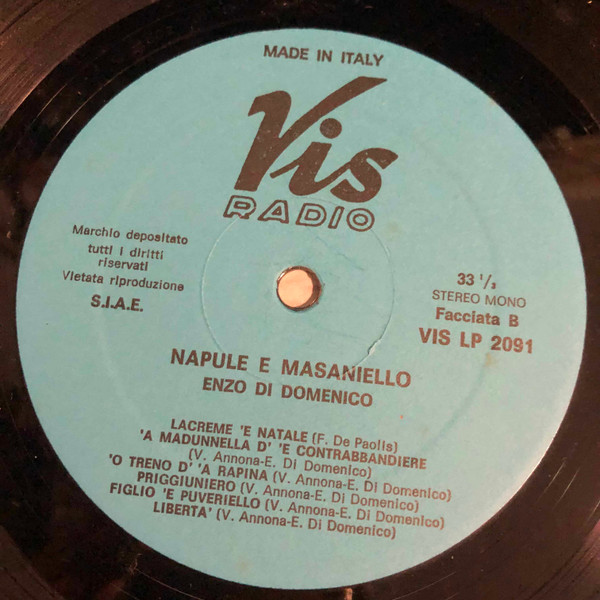 MADE IN ITALY
Vis
RADIO
Marchio depositato
tutti i diritti
riservati
Vietata riproduzione
S.I.A.E.
33 1/3
STEREO MONO
Facciata B
VIS LP 2091
NAPULE E MASANIELLO
ENZO DI DOMENICO
LACREME 'E NATALE (F. De Paolis)
'A MADUNNELLA D' 'E CONTRABBANDIERE
(V. Annona-E. Di Domenico)
'O TRENO D' 'A RAPINA (V. Annona-E. Di Domenico)
PRIGGIUNIERO (V. Annona-E. Di Domenico)
FIGLIO 'E PUVERIELLO (V. Annona-E. Di Domenico)
LIBERTA' (V. Annona-E. Di Domenico)